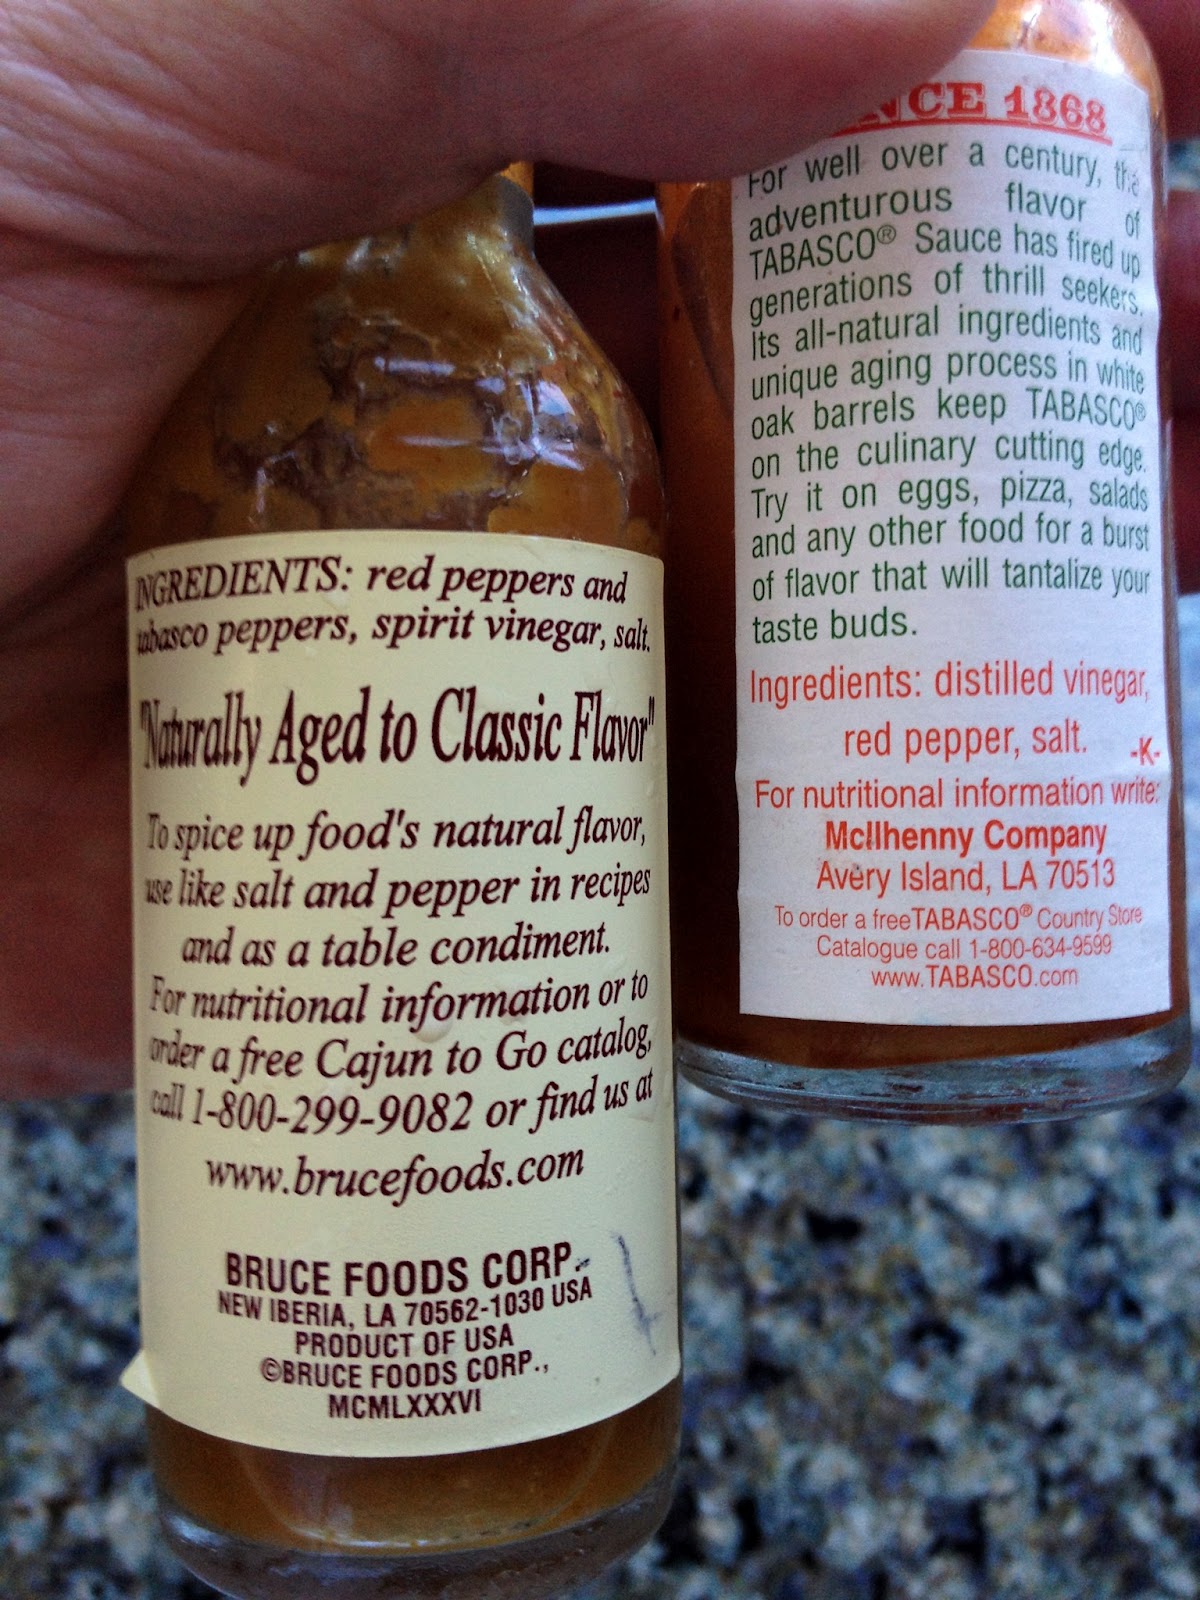 INGREDIENTS: red peppers and
tabasco peppers, spirit vinegar, salt.
"Naturally Aged to Classic Flavor"
To spice up food's natural flavor,
use like salt and pepper in recipes
and as a table condiment.
For nutritional information or to
order a free Cajun to Go catalog,
call 1-800-299-9082 or find us at
www.brucefoods.com
BRUCE FOODS CORP.
NEW IBERIA, LA 70562-1030 USA
PRODUCT OF USA
©BRUCE FOODS CORP.,
MCMLXXXVI
SINCE 1868
For well over a century, the
adventurous flavor of
TABASCO® Sauce has fired up
generations of thrill seekers.
Its all-natural ingredients and
unique aging process in white
oak barrels keep TABASCO®
on the culinary cutting edge.
Try it on eggs, pizza, salads
and any other food for a burst
of flavor that will tantalize your
taste buds.
Ingredients: distilled vinegar,
red pepper, salt. -K-
For nutritional information write:
McIlhenny Company
Avery Island, LA 70513
To order a freeTABASCO® Country Store
Catalogue call 1-800-634-9599
www.TABASCO.com